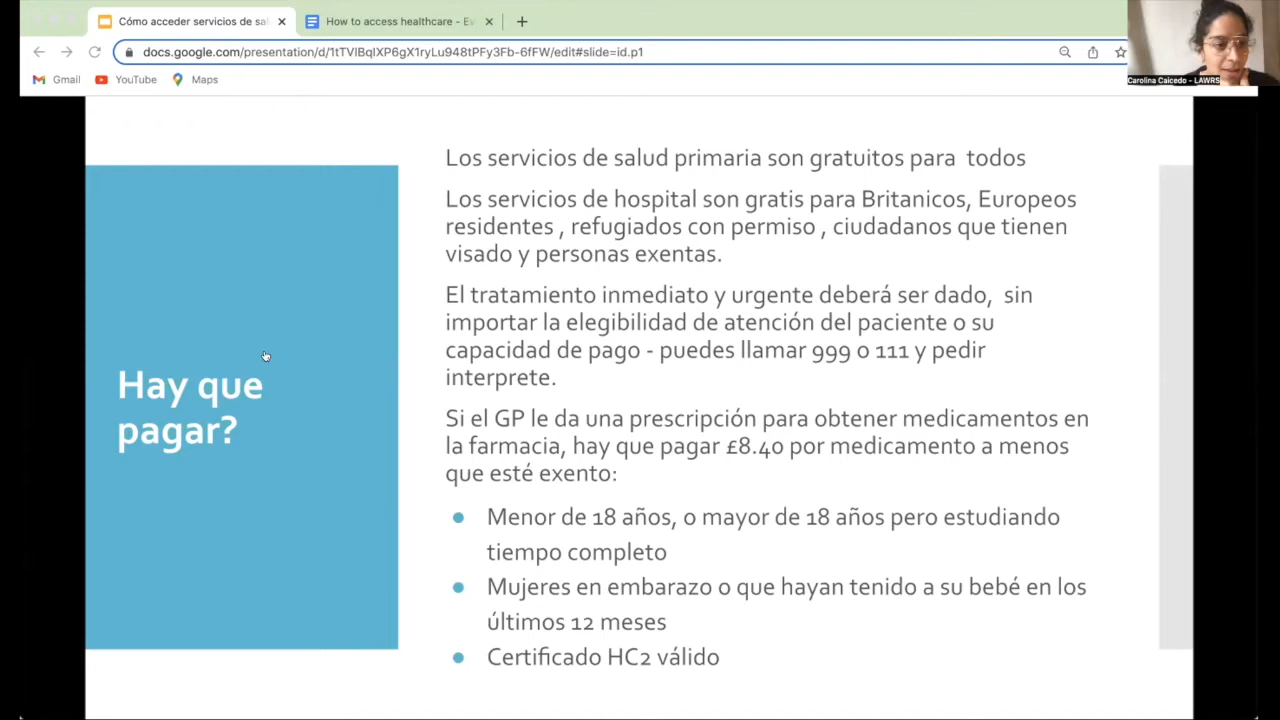 Cómo acceder servicios de sal
How to access healthcare - Ev
docs.google.com/presentation/d/1tTVlBqlXP6gX1ryLu948tPFy3Fb-6fFW/edit#slide=id.p1
Gmail
YouTube
Maps
Carolina Caicedo - LAWRS
Hay que
pagar?
Los servicios de salud primaria son gratuitos para todos
Los servicios de hospital son gratis para Britanicos, Europeos
residentes , refugiados con permiso , ciudadanos que tienen
visado y personas exentas.
El tratamiento inmediato y urgente deberá ser dado, sin
importar la elegibilidad de atención del paciente o su
capacidad de pago - puedes llamar 999 o 111 y pedir
interprete.
Si el GP le da una prescripción para obtener medicamentos en
la farmacia, hay que pagar £8.40 por medicamento a menos
que esté exento:
● Menor de 18 años, o mayor de 18 años pero estudiando
tiempo completo
● Mujeres en embarazo o que hayan tenido a su bebé en los
últimos 12 meses
● Certificado HC2 válido